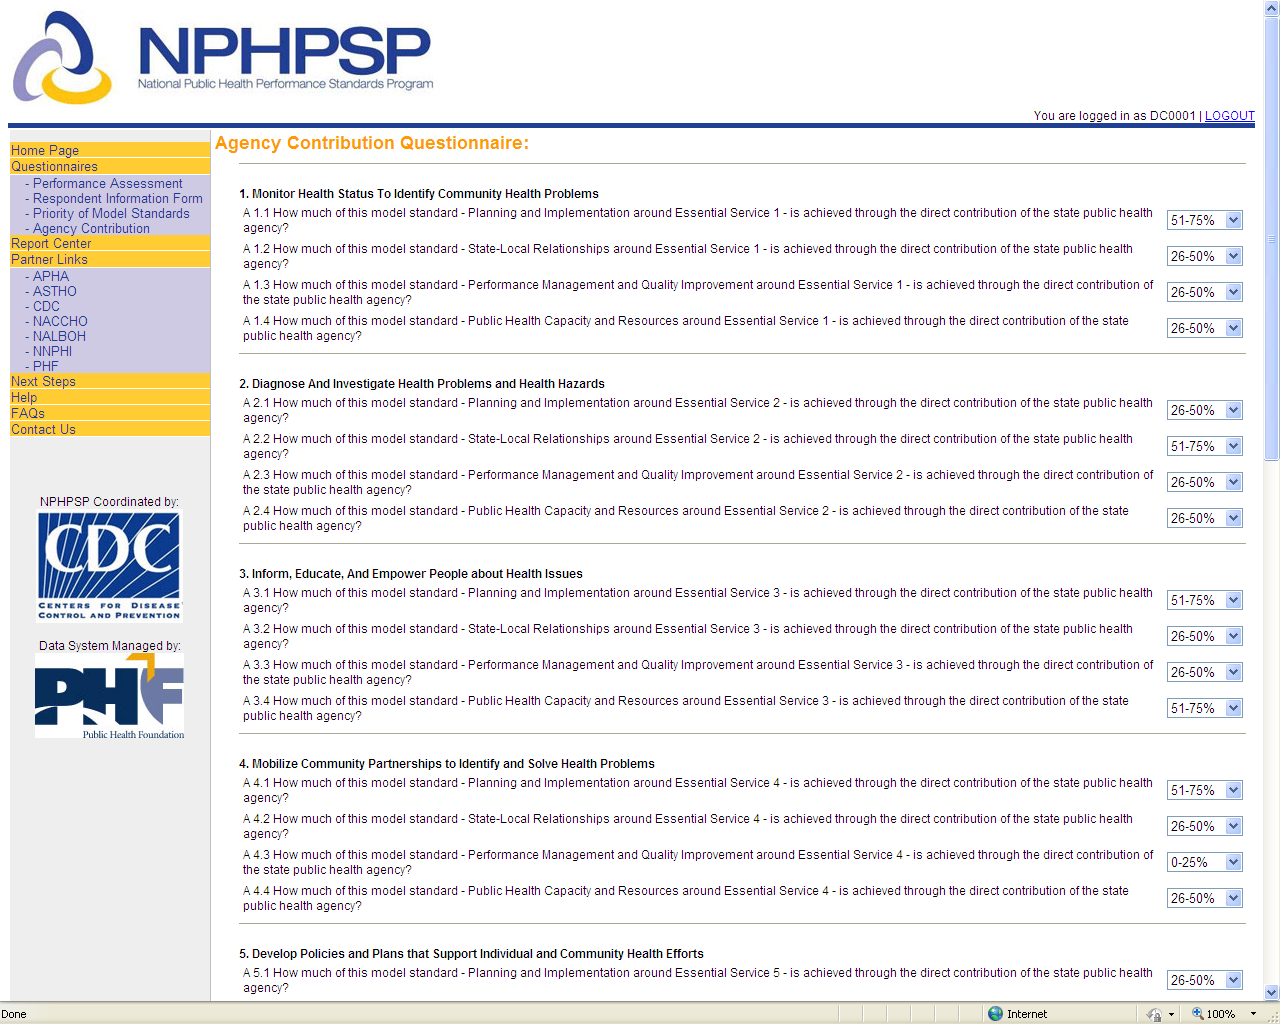 NPHPSP
National Public Health Performance Standards Program
You are logged in as DC0001 | LOGOUT
Home Page
Questionnaires
- Performance Assessment
- Respondent Information Form
- Priority of Model Standards
- Agency Contribution
Report Center
Partner Links
- APHA
- ASTHO
- CDC
- NACCHO
- NALBOH
- NNPHI
- PHF
Next Steps
Help
FAQs
Contact Us
NPHPSP Coordinated by:
CDC
CENTERS FOR DISEASE
CONTROL AND PREVENTION
Data System Managed by:
PHF
Public Health Foundation
Agency Contribution Questionnaire:
1. Monitor Health Status To Identify Community Health Problems
A 1.1 How much of this model standard - Planning and Implementation around Essential Service 1 - is achieved through the direct contribution of the state public health
agency?
51-75%
A 1.2 How much of this model standard - State-Local Relationships around Essential Service 1 - is achieved through the direct contribution of the state public health
agency?
26-50%
A 1.3 How much of this model standard - Performance Management and Quality Improvement around Essential Service 1 - is achieved through the direct contribution of
the state public health agency?
26-50%
A 1.4 How much of this model standard - Public Health Capacity and Resources around Essential Service 1 - is achieved through the direct contribution of the state
public health agency?
26-50%
2. Diagnose And Investigate Health Problems and Health Hazards
A 2.1 How much of this model standard - Planning and Implementation around Essential Service 2 - is achieved through the direct contribution of the state public health
agency?
26-50%
A 2.2 How much of this model standard - State-Local Relationships around Essential Service 2 - is achieved through the direct contribution of the state public health
agency?
51-75%
A 2.3 How much of this model standard - Performance Management and Quality Improvement around Essential Service 2 - is achieved through the direct contribution of
the state public health agency?
26-50%
A 2.4 How much of this model standard - Public Health Capacity and Resources around Essential Service 2 - is achieved through the direct contribution of the state
public health agency?
26-50%
3. Inform, Educate, And Empower People about Health Issues
A 3.1 How much of this model standard - Planning and Implementation around Essential Service 3 - is achieved through the direct contribution of the state public health
agency?
51-75%
A 3.2 How much of this model standard - State-Local Relationships around Essential Service 3 - is achieved through the direct contribution of the state public health
agency?
26-50%
A 3.3 How much of this model standard - Performance Management and Quality Improvement around Essential Service 3 - is achieved through the direct contribution of
the state public health agency?
26-50%
A 3.4 How much of this model standard - Public Health Capacity and Resources around Essential Service 3 - is achieved through the direct contribution of the state
public health agency?
51-75%
4. Mobilize Community Partnerships to Identify and Solve Health Problems
A 4.1 How much of this model standard - Planning and Implementation around Essential Service 4 - is achieved through the direct contribution of the state public health
agency?
51-75%
A 4.2 How much of this model standard - State-Local Relationships around Essential Service 4 - is achieved through the direct contribution of the state public health
agency?
26-50%
A 4.3 How much of this model standard - Performance Management and Quality Improvement around Essential Service 4 - is achieved through the direct contribution of
the state public health agency?
0-25%
A 4.4 How much of this model standard - Public Health Capacity and Resources around Essential Service 4 - is achieved through the direct contribution of the state
public health agency?
26-50%
5. Develop Policies and Plans that Support Individual and Community Health Efforts
A 5.1 How much of this model standard - Planning and Implementation around Essential Service 5 - is achieved through the direct contribution of the state public health
agency?
26-50%
Done
Internet
100%